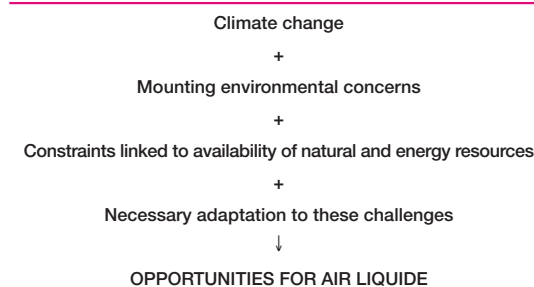 Climate change
+
Mounting environmental concerns
+
Constraints linked to availability of natural and energy resources
+
Necessary adaptation to these challenges
↓
OPPORTUNITIES FOR AIR LIQUIDE